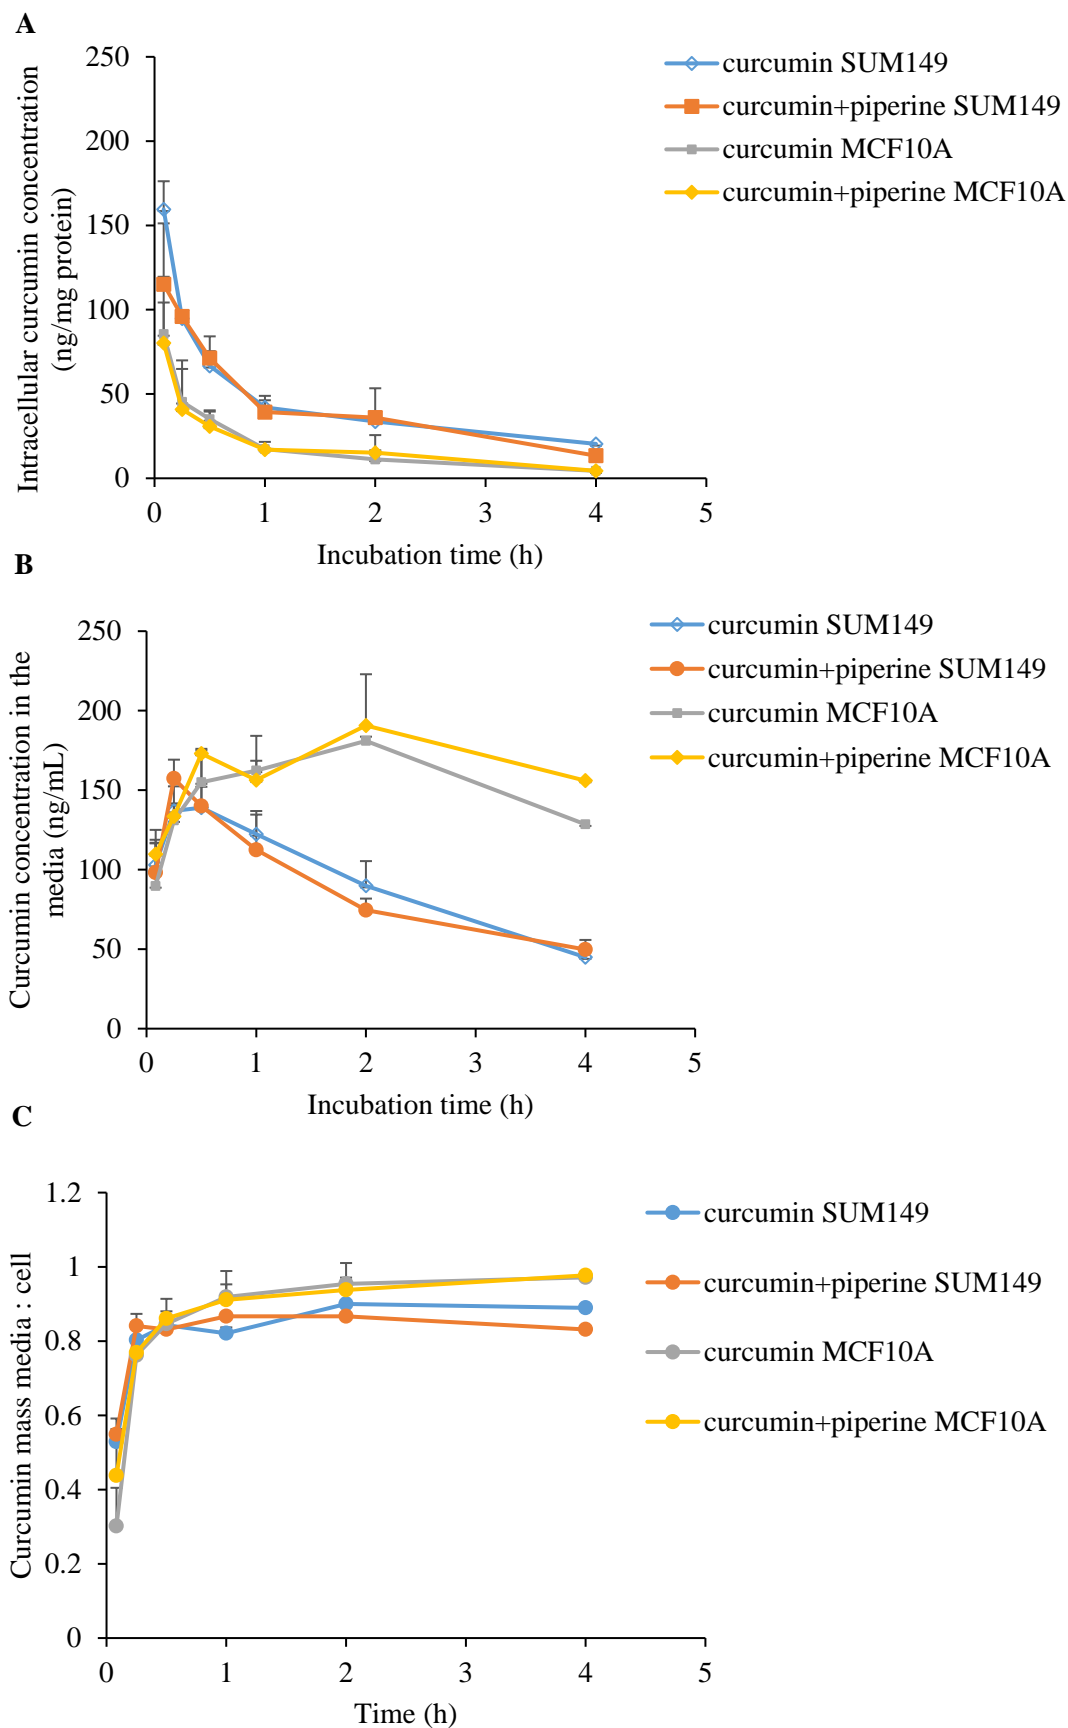 A
250
200
150
100
50
0
0 1 2 3 4 5
Intracellular curcumin concentration
(ng/mg protein)
Incubation time (h)
curcumin SUM149
curcumin+piperine SUM149
curcumin MCF10A
curcumin+piperine MCF10A
B
250
200
150
100
50
0
0 1 2 3 4 5
Curcumin concentration in the
media (ng/mL)
Incubation time (h)
curcumin SUM149
curcumin+piperine SUM149
curcumin MCF10A
curcumin+piperine MCF10A
C
1.2
1
0.8
0.6
0.4
0.2
0
0 1 2 3 4 5
Curcumin mass media : cell
Time (h)
curcumin SUM149
curcumin+piperine SUM149
curcumin MCF10A
curcumin+piperine MCF10A